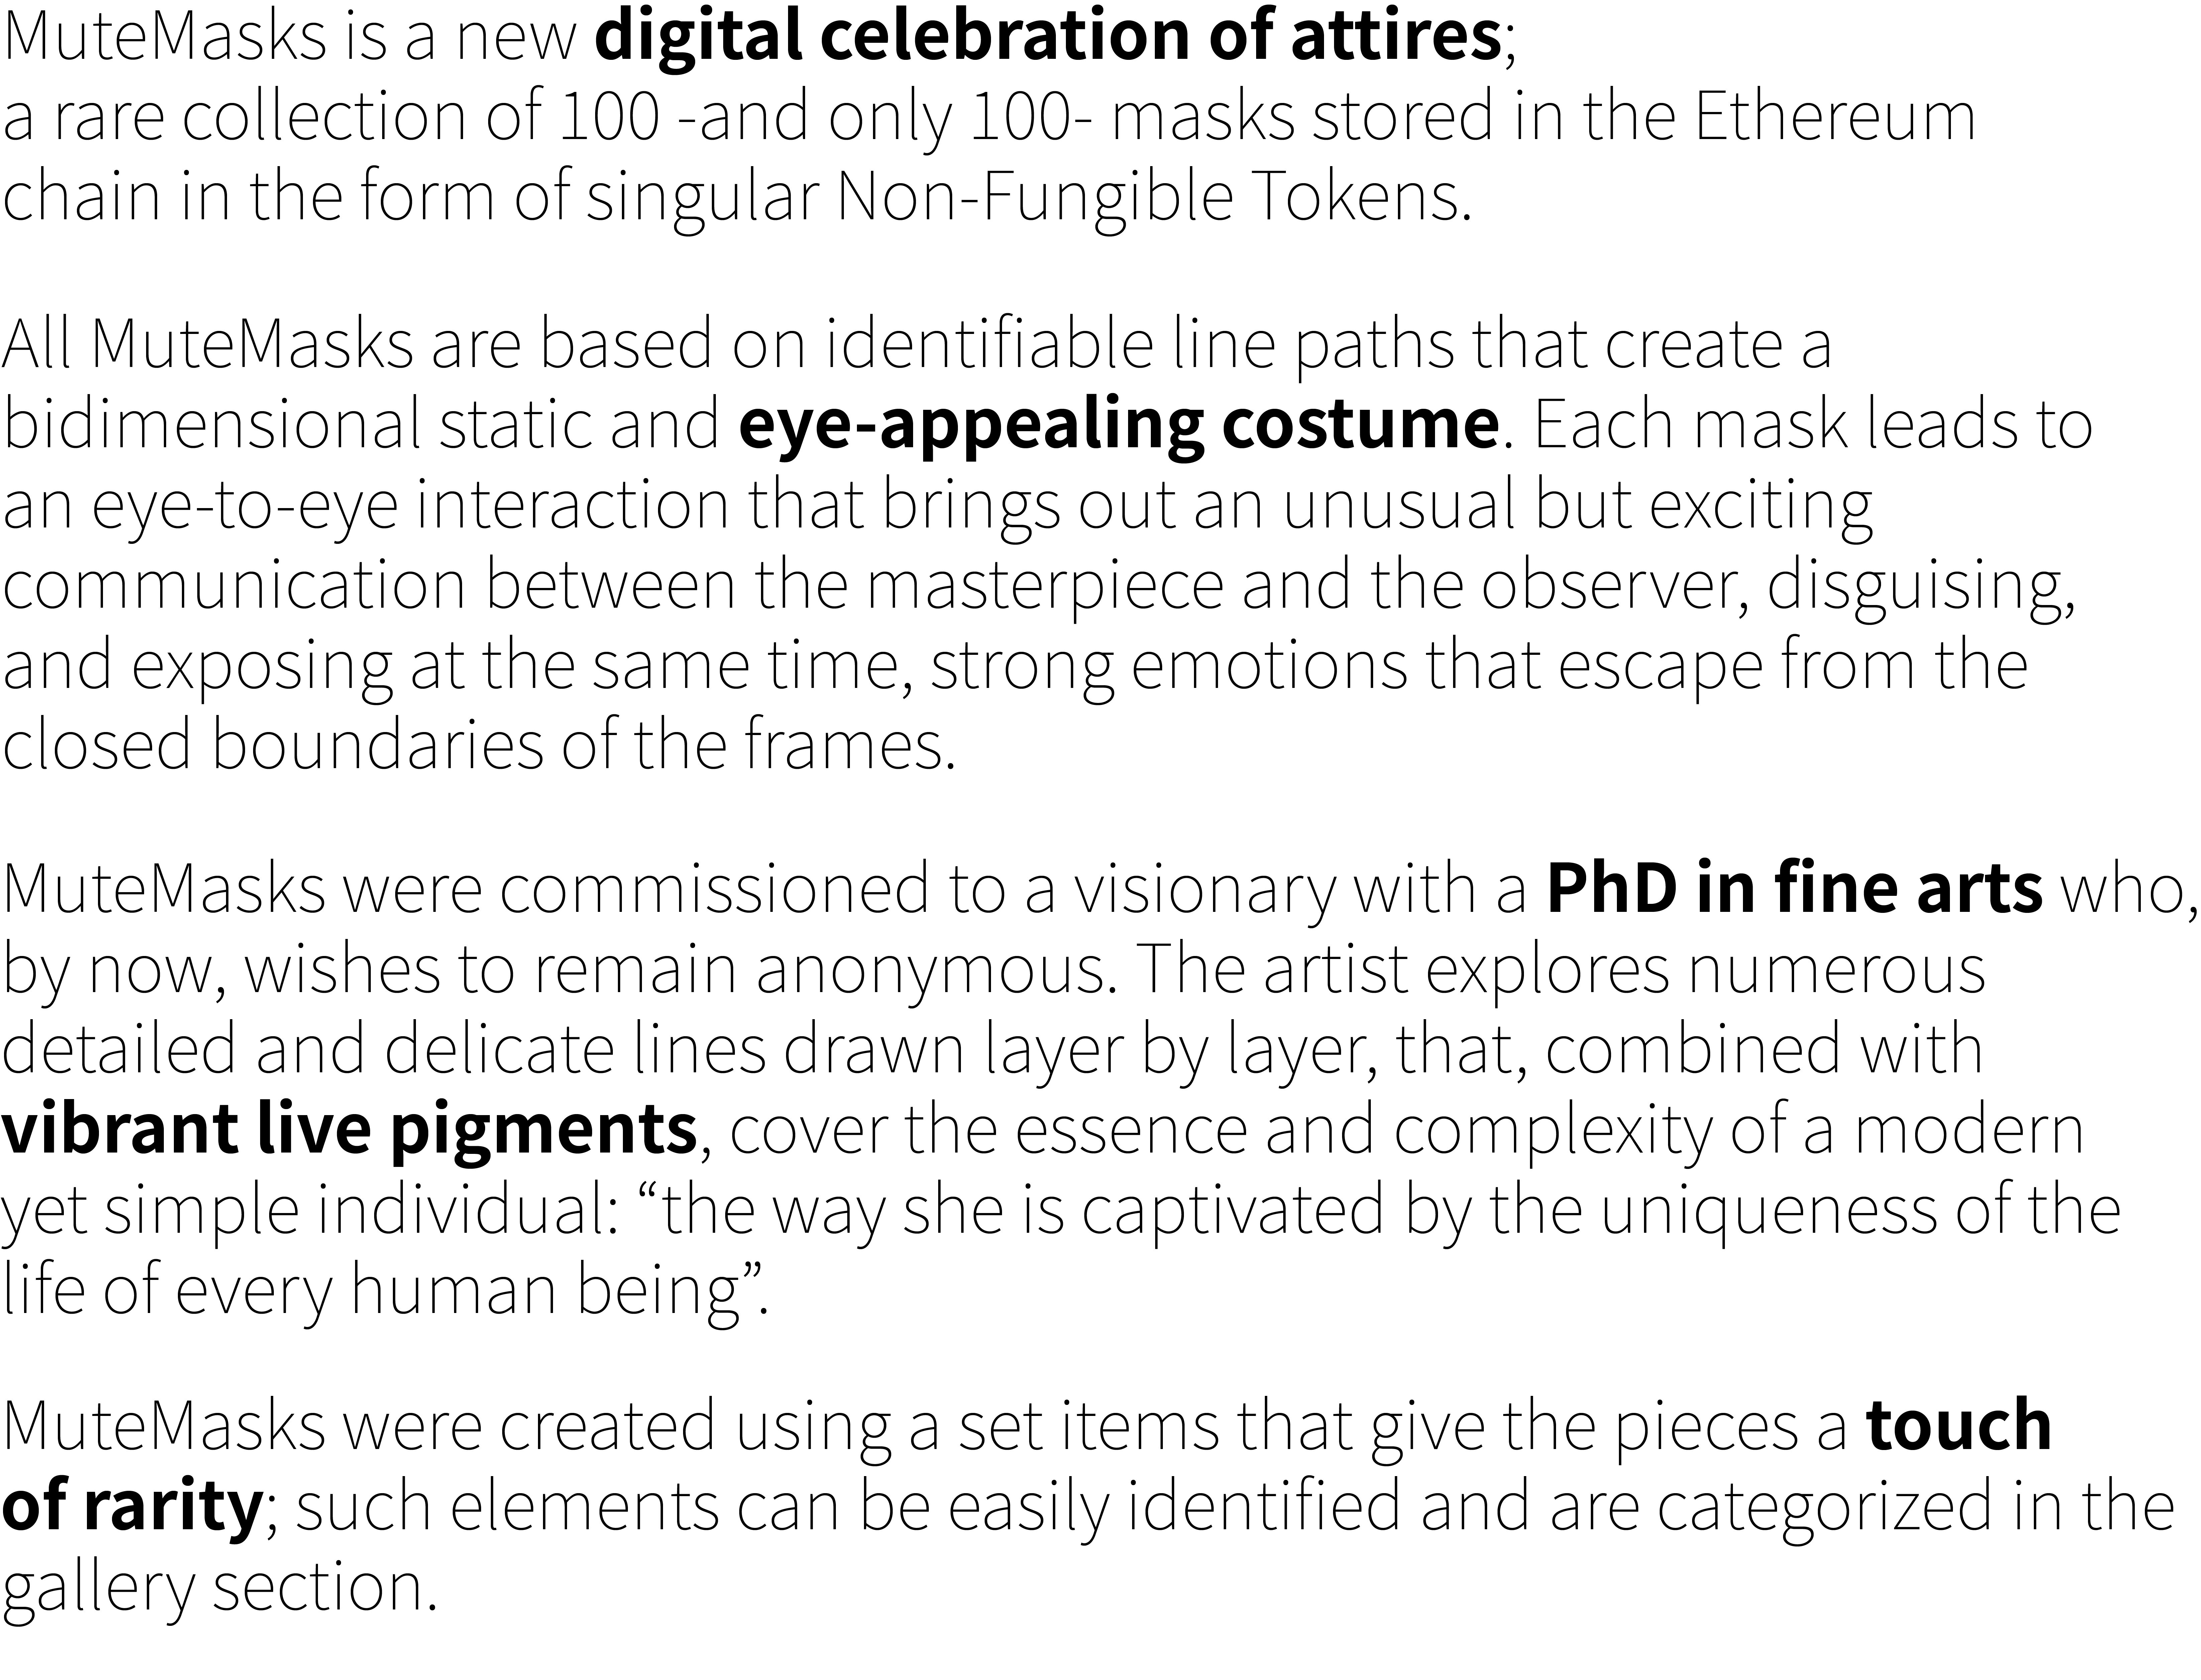 MuteMasks is a new digital celebration of attires;
a rare collection of 100 -and only 100- masks stored in the Ethereum
chain in the form of singular Non-Fungible Tokens.
All MuteMasks are based on identifiable line paths that create a
bidimensional static and eye-appealing costume. Each mask leads to
an eye-to-eye interaction that brings out an unusual but exciting
communication between the masterpiece and the observer, disguising,
and exposing at the same time, strong emotions that escape from the
closed boundaries of the frames.
MuteMasks were commissioned to a visionary with a PhD in fine arts who,
by now, wishes to remain anonymous. The artist explores numerous
detailed and delicate lines drawn layer by layer, that, combined with
vibrant live pigments, cover the essence and complexity of a modern
yet simple individual: “the way she is captivated by the uniqueness of the
life of every human being”.
MuteMasks were created using a set items that give the pieces a touch
of rarity; such elements can be easily identified and are categorized in the
gallery section.